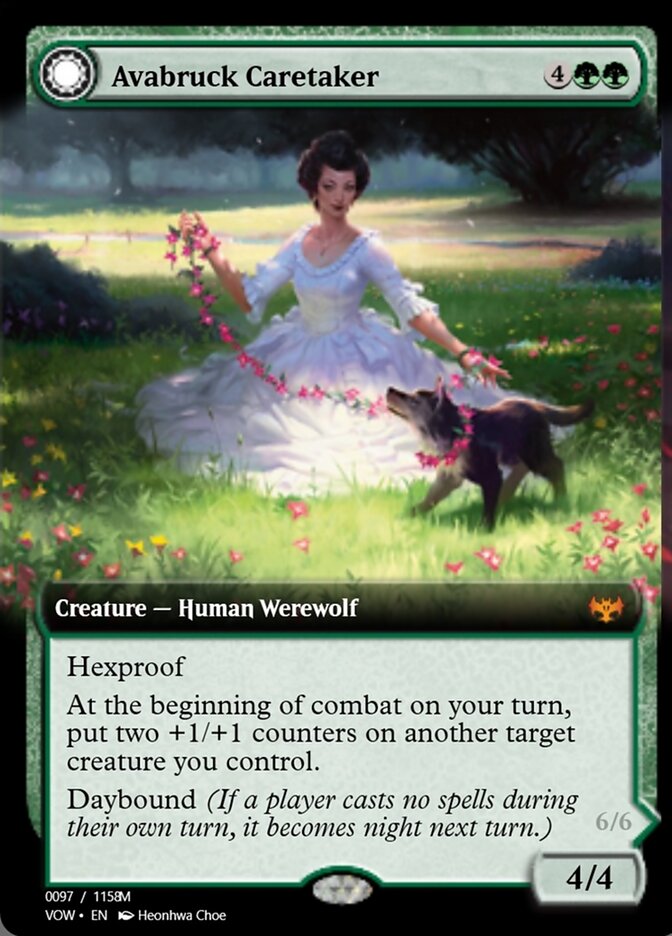 Avabruck Caretaker 4
Creature — Human Werewolf
Hexproof
At the beginning of combat on your turn,
put two +1/+1 counters on another target
creature you control.
Daybound (If a player casts no spells during
their own turn, it becomes night next turn.)
6/6
4/4
0097 / 1158M
VOW • EN Heonhwa Choe